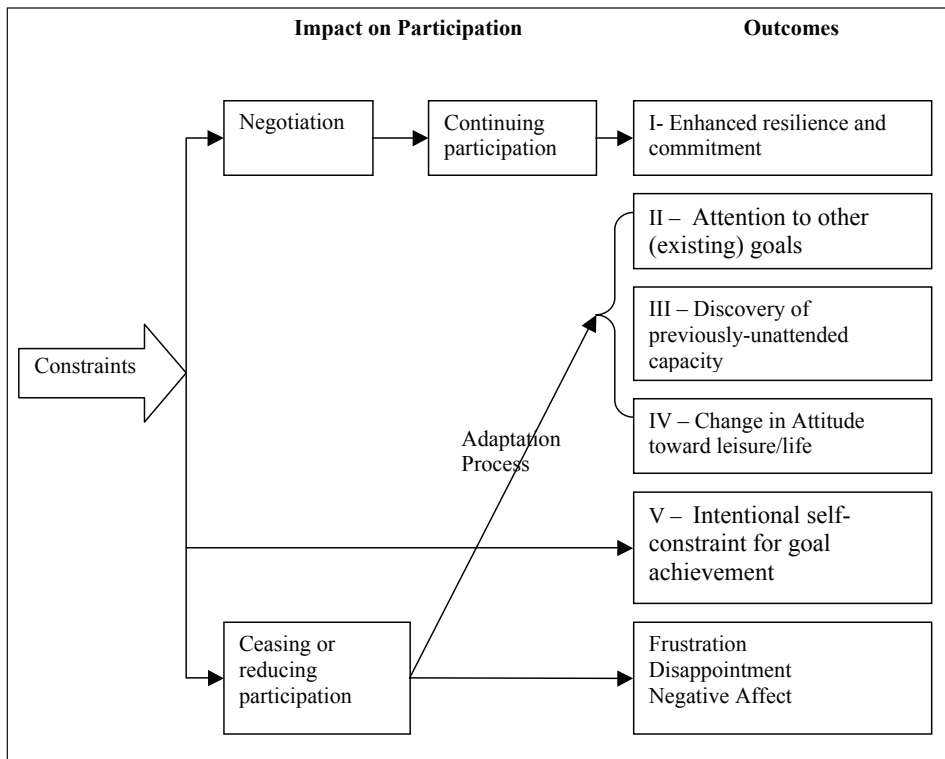 Impact on Participation
Outcomes
Negotiation
Continuing
participation
I- Enhanced resilience and
commitment
II – Attention to other
(existing) goals
III – Discovery of
previously-unattended
capacity
Constraints
IV – Change in Attitude
toward leisure/life
Adaptation
Process
V – Intentional self-
constraint for goal
achievement
Ceasing or
reducing
participation
Frustration
Disappointment
Negative Affect